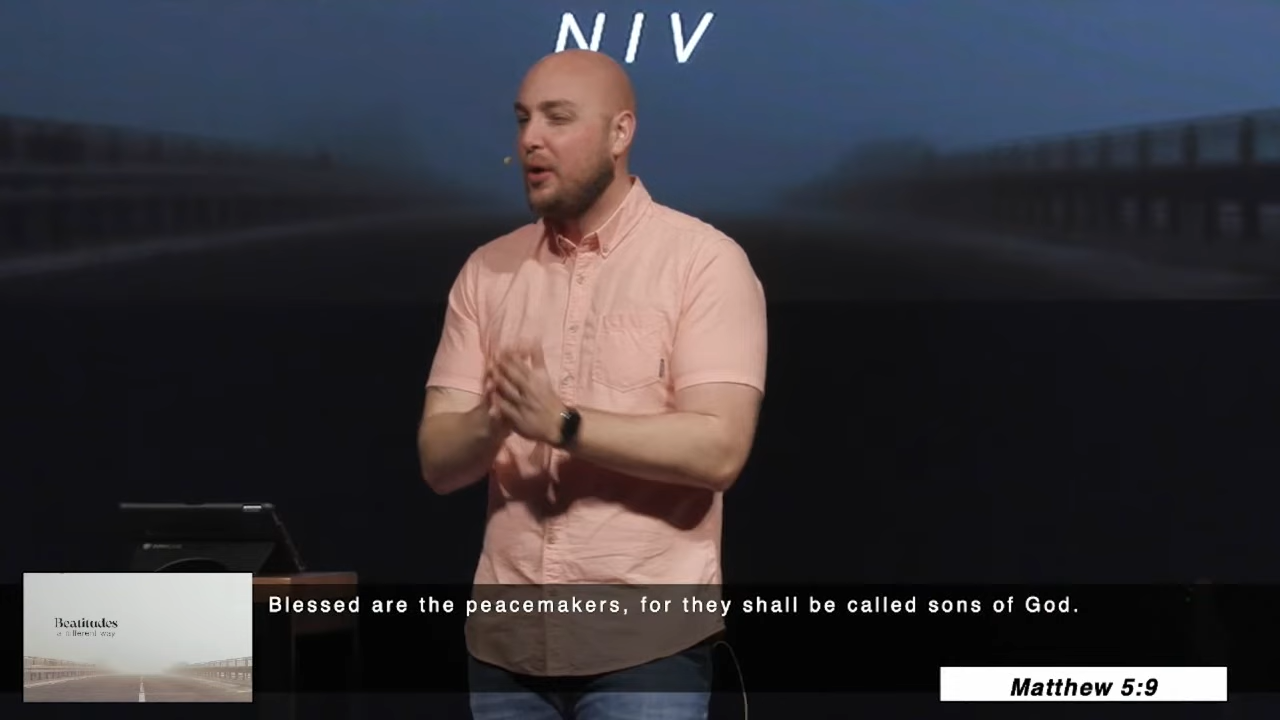 NIV
Blessed are the peacemakers, for they shall be called sons of God.
Beatitudes
a different way
Matthew 5:9